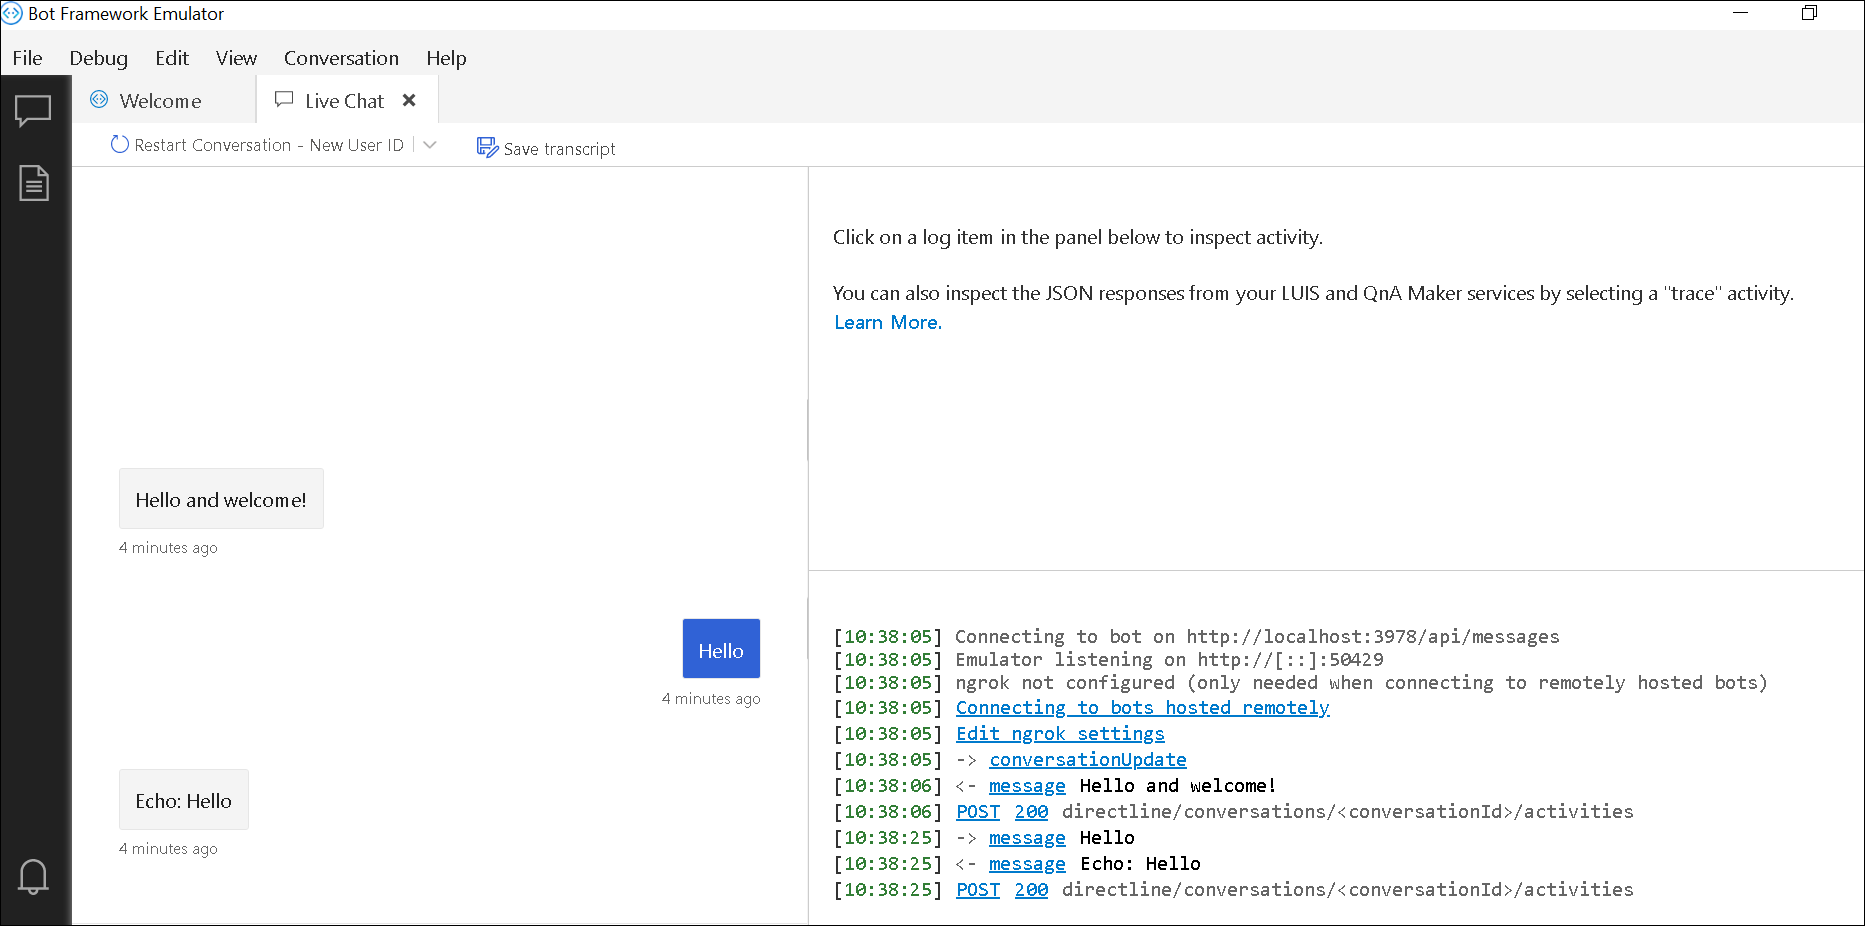 Bot Framework Emulator
File Debug Edit View Conversation Help
Welcome Live Chat
Restart Conversation - New User ID Save transcript
Hello and welcome!
4 minutes ago
Hello
4 minutes ago
Echo: Hello
4 minutes ago
Click on a log item in the panel below to inspect activity.
You can also inspect the JSON responses from your LUIS and QnA Maker services by selecting a "trace" activity.
Learn More.
[10:38:05] Connecting to bot on http://localhost:3978/api/messages
[10:38:05] Emulator listening on http://[::]:50429
[10:38:05] ngrok not configured (only needed when connecting to remotely hosted bots)
[10:38:05] Connecting to bots hosted remotely
[10:38:05] Edit ngrok settings
[10:38:05] -> conversationUpdate
[10:38:06] <- message Hello and welcome!
[10:38:06] POST 200 directline/conversations/<conversationId>/activities
[10:38:25] -> message Hello
[10:38:25] <- message Echo: Hello
[10:38:25] POST 200 directline/conversations/<conversationId>/activities